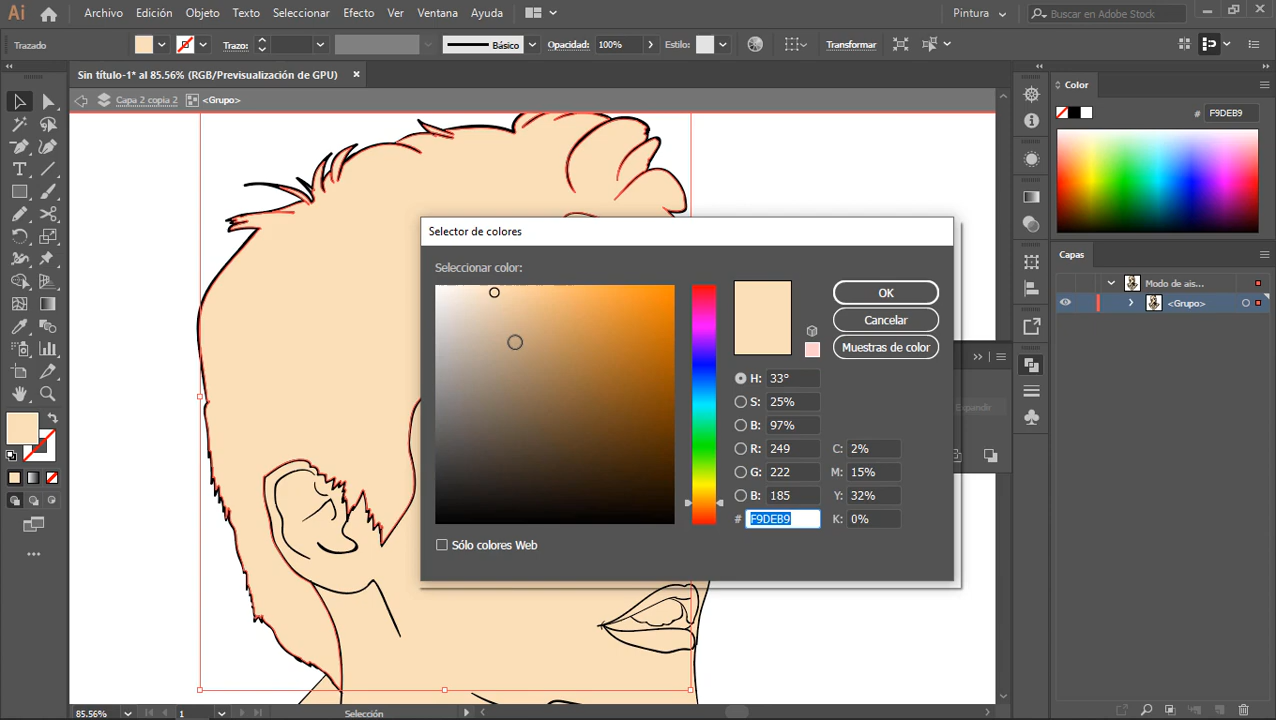 Ai Archivo Edición Objeto Texto Seleccionar Efecto Ver Ventana Ayuda Pintura Buscar en Adobe Stock
Trazado Trazo: Básico Opacidad: 100% Estilo: Transformar
Sin título-1* al 85.56% (RGB/Previsualización de GPU) ×
Capa 2 copia 2 <Grupo>
Color
# F9DEB9
Capas
Modo de ais...
<Grupo>
Expandir
Selector de colores
Seleccionar color:
OK
Cancelar
Muestras de color
H: 33°
S: 25%
B: 97%
R: 249 C: 2%
G: 222 M: 15%
B: 185 Y: 32%
# F9DEB9 K: 0%
Sólo colores Web
85.56% 1 Selección